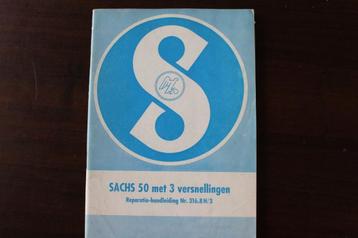 S
SACHS 50 met 3 versnellingen
Reparatie-handleiding Nr. 316.8 H/3